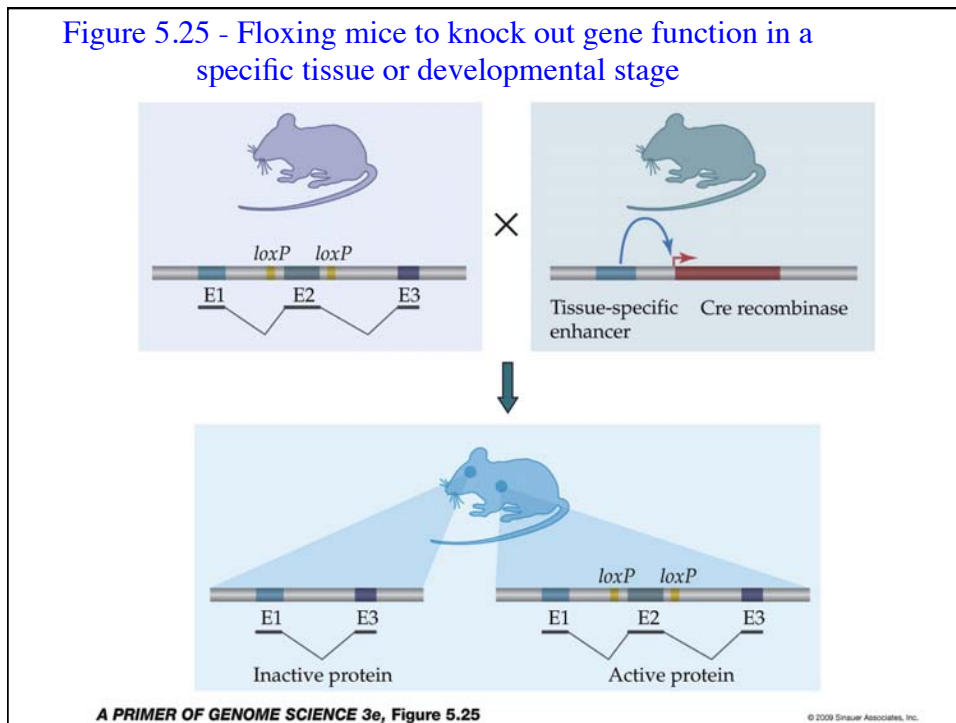 Figure 5.25 - Floxing mice to knock out gene function in a
specific tissue or developmental stage
loxP loxP
E1 E2 E3
×
Tissue-specific
enhancer
Cre recombinase
loxP loxP
E1 E3
E1 E2 E3
Inactive protein
Active protein
A PRIMER OF GENOME SCIENCE 3e, Figure 5.25
© 2009 Sinauer Associates, Inc.